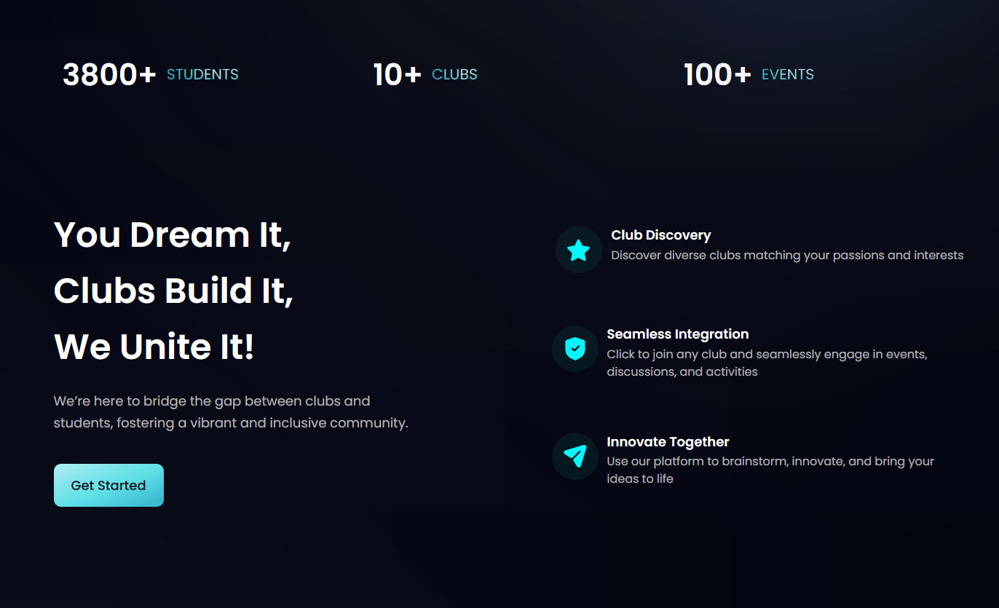 3800+ STUDENTS
10+ CLUBS
100+ EVENTS
You Dream It,
Clubs Build It,
We Unite It!
We’re here to bridge the gap between clubs and
students, fostering a vibrant and inclusive community.
Get Started
Club Discovery
Discover diverse clubs matching your passions and interests
Seamless Integration
Click to join any club and seamlessly engage in events,
discussions, and activities
Innovate Together
Use our platform to brainstorm, innovate, and bring your
ideas to life